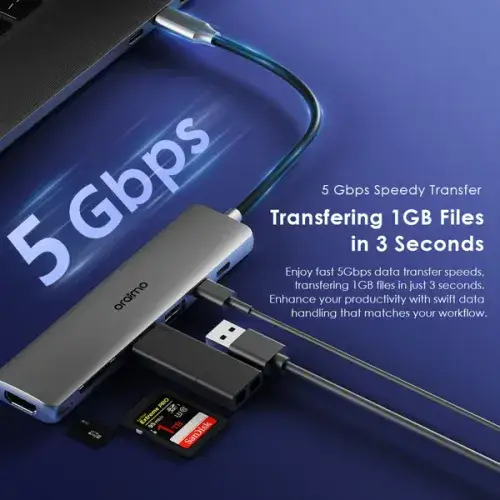 5 Gbps
5 Gbps Speedy Transfer
Transfering 1GB Files
in 3 Seconds
Enjoy fast 5Gbps data transfer speeds,
transfering 1GB files in just 3 seconds.
Enhance your productivity with swift data
handling that matches your workflow.
oraimo
Extreme PRO
1TB
SanDisk